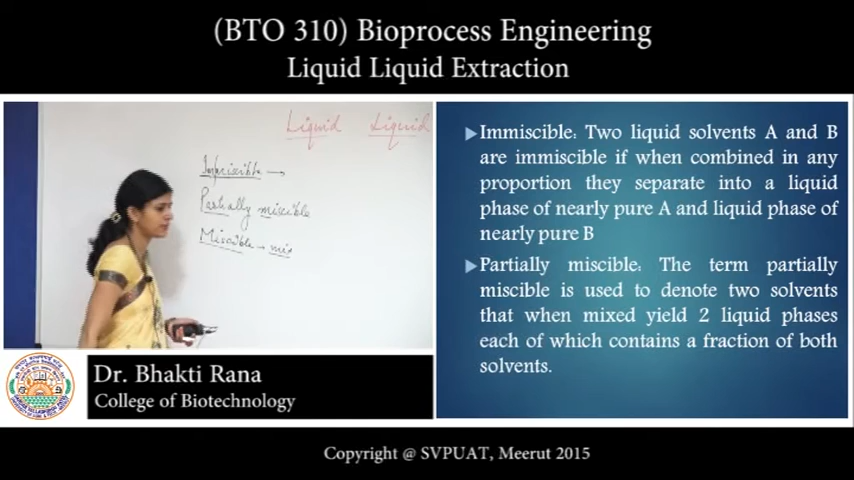 (BTO 310) Bioprocess Engineering
Liquid Liquid Extraction
Liquid Liquid
Immiscible →
Partially miscible
Miscible → mix
▶Immiscible: Two liquid solvents A and B
are immiscible if when combined in any
proportion they separate into a liquid
phase of nearly pure A and liquid phase of
nearly pure B
▶Partially miscible: The term partially
miscible is used to denote two solvents
that when mixed yield 2 liquid phases
each of which contains a fraction of both
solvents.
Dr. Bhakti Rana
College of Biotechnology
Copyright @ SVPUAT, Meerut 2015